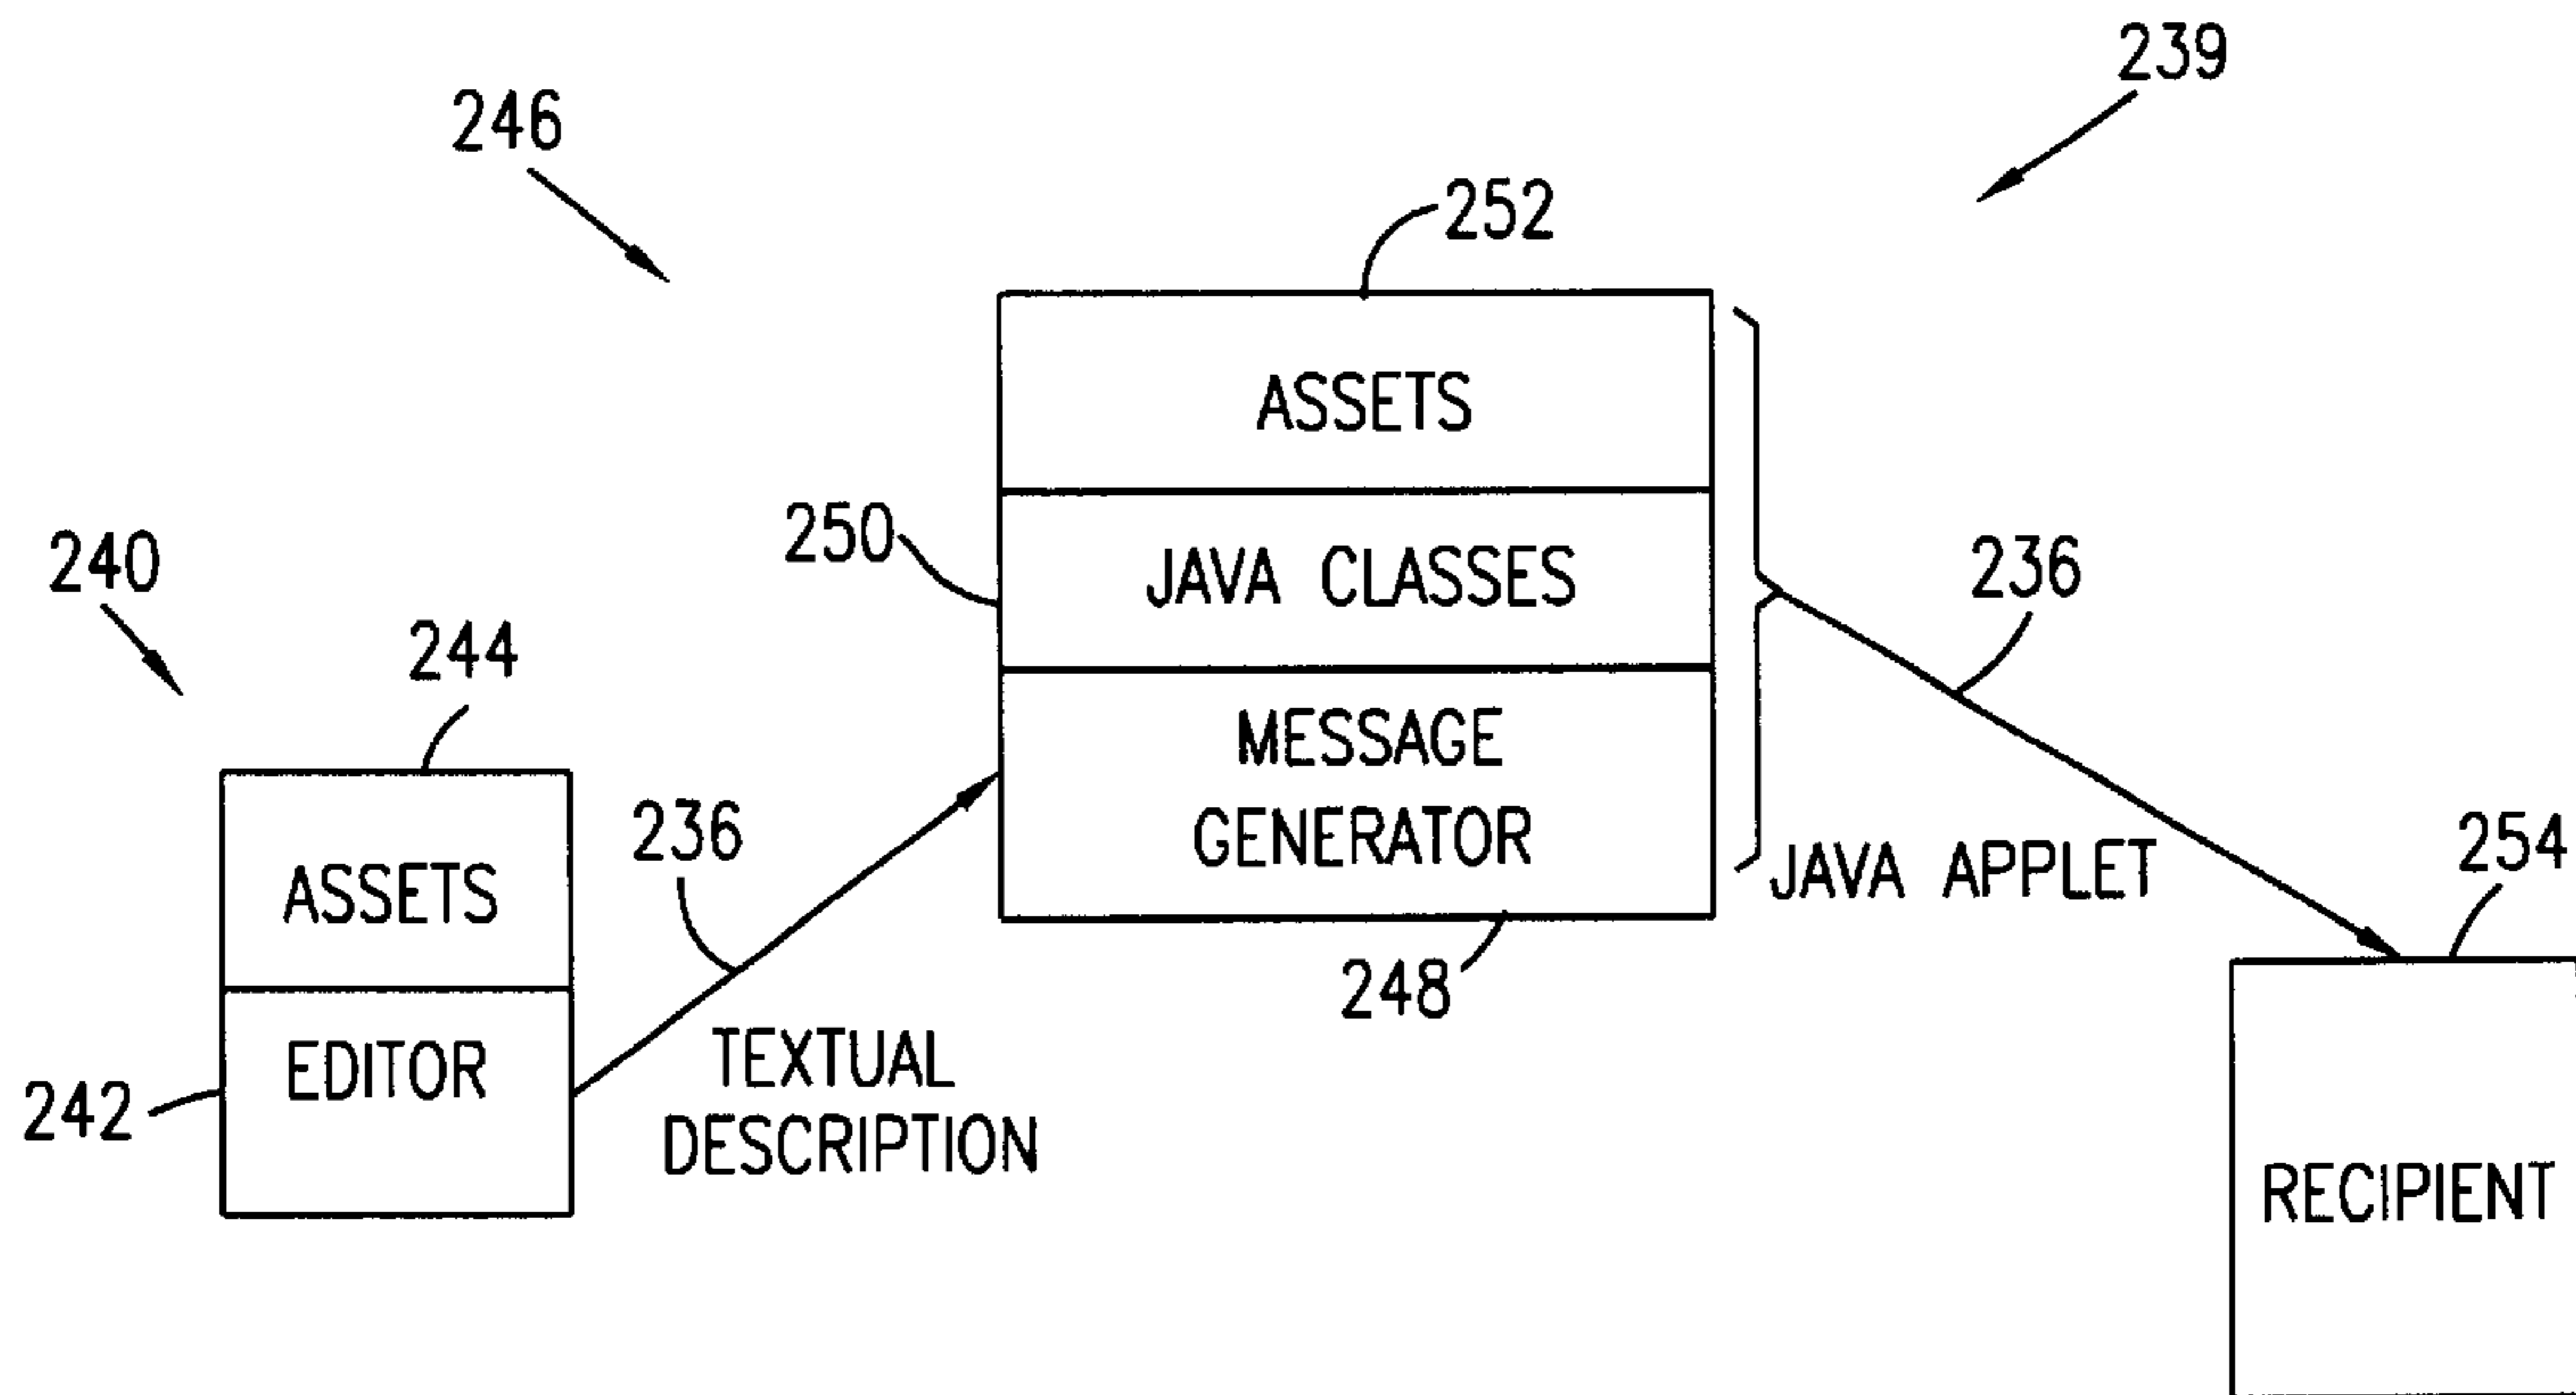 239
246
252
ASSETS
250
JAVA CLASSES
240
236
244
MESSAGE
GENERATOR
236
ASSETS
JAVA APPLET
254
248
EDITOR
TEXTUAL
DESCRIPTION
242
RECIPIENT